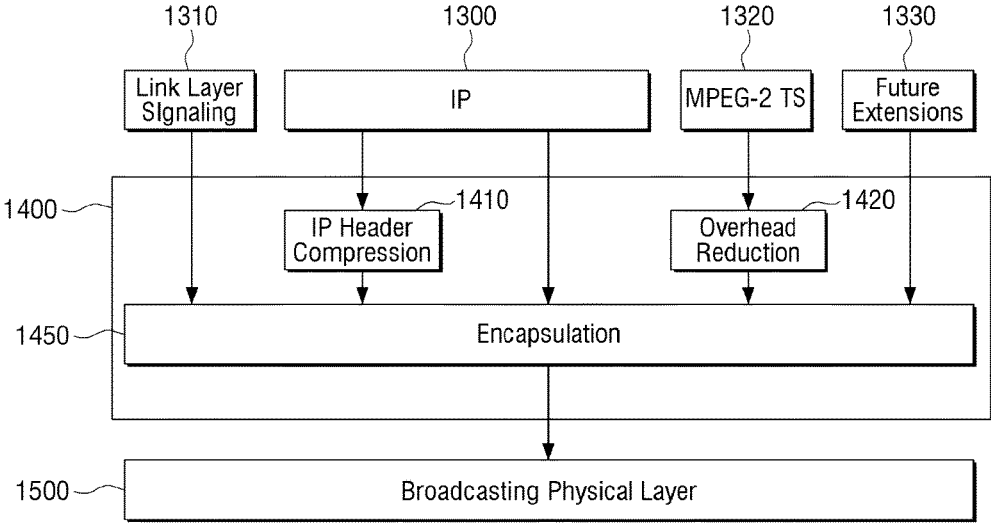 1310
1300
1320
1330
Link Layer
SIgnaling
IP
MPEG-2 TS
Future
Extensions
1400
1410
1420
IP Header
Compression
Overhead
Reduction
1450
Encapsulation
1500
Broadcasting Physical Layer